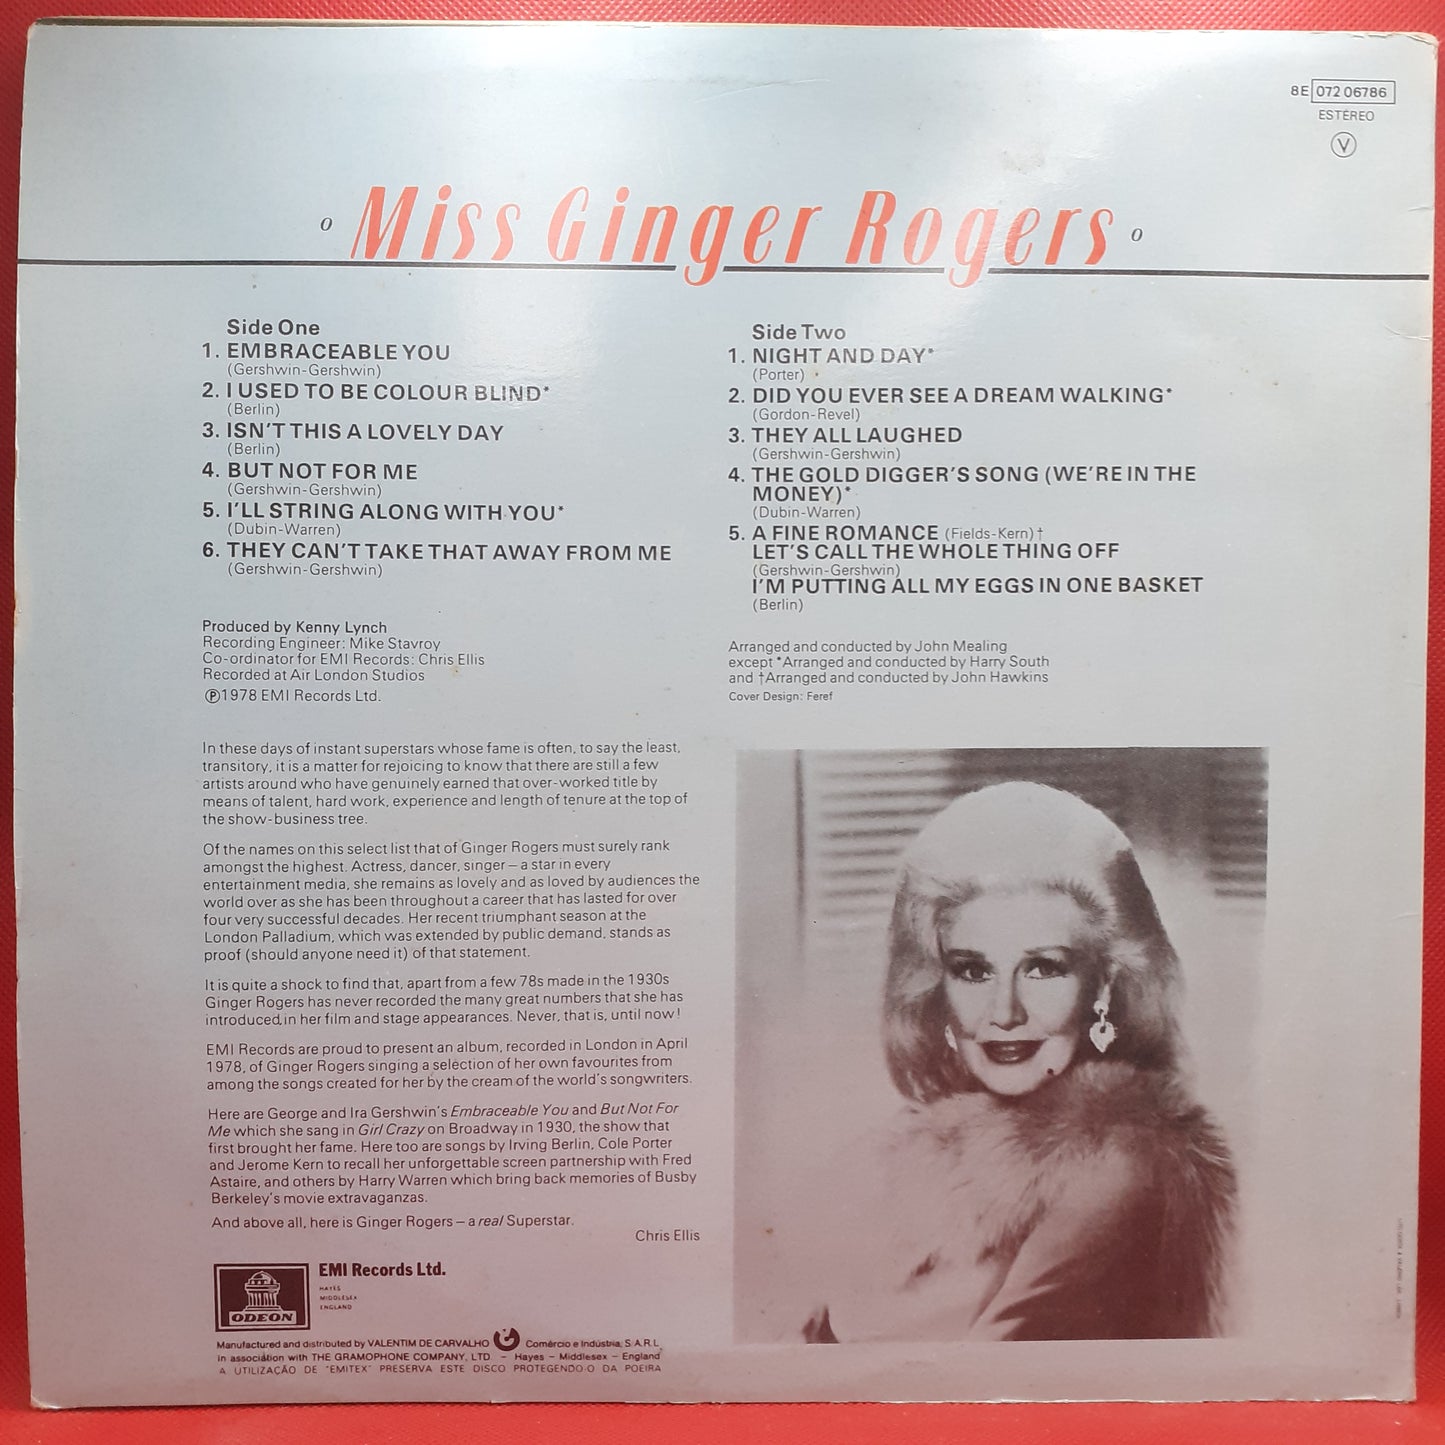 8E 072 06786
ESTÉREO
V
o Miss Ginger Rogers o
Side One
1. EMBRACEABLE YOU
(Gershwin-Gershwin)
2. I USED TO BE COLOUR BLIND*
(Berlin)
3. ISN'T THIS A LOVELY DAY
(Berlin)
4. BUT NOT FOR ME
(Gershwin-Gershwin)
5. I'LL STRING ALONG WITH YOU*
(Dubin-Warren)
6. THEY CAN'T TAKE THAT AWAY FROM ME
(Gershwin-Gershwin)
Side Two
1. NIGHT AND DAY*
(Porter)
2. DID YOU EVER SEE A DREAM WALKING*
(Gordon-Revel)
3. THEY ALL LAUGHED
(Gershwin-Gershwin)
4. THE GOLD DIGGER'S SONG (WE'RE IN THE
MONEY)*
(Dubin-Warren)
5. A FINE ROMANCE (Fields-Kern)†
LET'S CALL THE WHOLE THING OFF
(Gershwin-Gershwin)
I'M PUTTING ALL MY EGGS IN ONE BASKET
(Berlin)
Produced by Kenny Lynch
Recording Engineer: Mike Stavroy
Co-ordinator for EMI Records: Chris Ellis
Recorded at Air London Studios
℗1978 EMI Records Ltd.
Arranged and conducted by John Mealing
except *Arranged and conducted by Harry South
and †Arranged and conducted by John Hawkins
Cover Design: Feref
In these days of instant superstars whose fame is often, to say the least,
transitory, it is a matter for rejoicing to know that there are still a few
artists around who have genuinely earned that over-worked title by
means of talent, hard work, experience and length of tenure at the top of
the show-business tree.
Of the names on this select list that of Ginger Rogers must surely rank
amongst the highest. Actress, dancer, singer – a star in every
entertainment media, she remains as lovely and as loved by audiences the
world over as she has been throughout a career that has lasted for over
four very successful decades. Her recent triumphant season at the
London Palladium, which was extended by public demand, stands as
proof (should anyone need it) of that statement.
It is quite a shock to find that, apart from a few 78s made in the 1930s
Ginger Rogers has never recorded the many great numbers that she has
introduced in her film and stage appearances. Never, that is, until now!
EMI Records are proud to present an album, recorded in London in April
1978, of Ginger Rogers singing a selection of her own favourites from
among the songs created for her by the cream of the world's songwriters.
Here are George and Ira Gershwin's Embraceable You and But Not For
Me which she sang in Girl Crazy on Broadway in 1930, the show that
first brought her fame. Here too are songs by Irving Berlin, Cole Porter
and Jerome Kern to recall her unforgettable screen partnership with Fred
Astaire, and others by Harry Warren which bring back memories of Busby
Berkeley's movie extravaganzas.
And above all, here is Ginger Rogers – a real Superstar.
Chris Ellis
ODEON
EMI Records Ltd.
HAYES
MIDDLESEX
ENGLAND
Manufactured and distributed by VALENTIM DE CARVALHO Comércio e Indústria, S.A.R.L.
in association with THE GRAMOPHONE COMPANY, LTD. – Hayes – Middlesex – England
A UTILIZAÇÃO DE "EMITEX" PRESERVA ESTE DISCO PROTEGENDO-O DA POEIRA